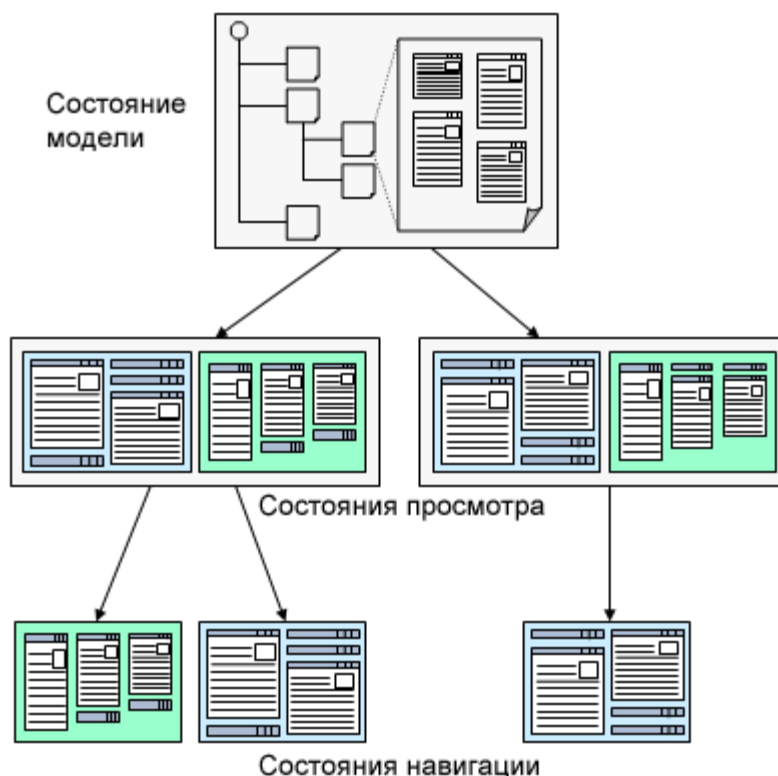 Состояние
модели
Состояния просмотра
Состояния навигации